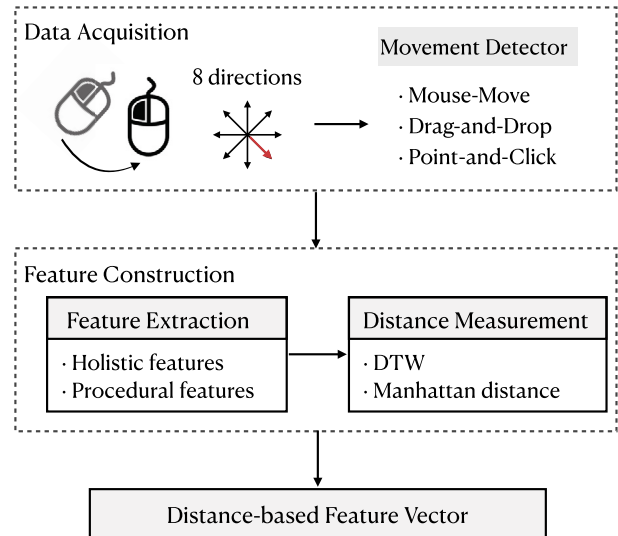 Data Acquisition
8 directions
Movement Detector
· Mouse-Move
· Drag-and-Drop
· Point-and-Click
Feature Construction
Feature Extraction
· Holistic features
· Procedural features
Distance Measurement
· DTW
· Manhattan distance
Distance-based Feature Vector